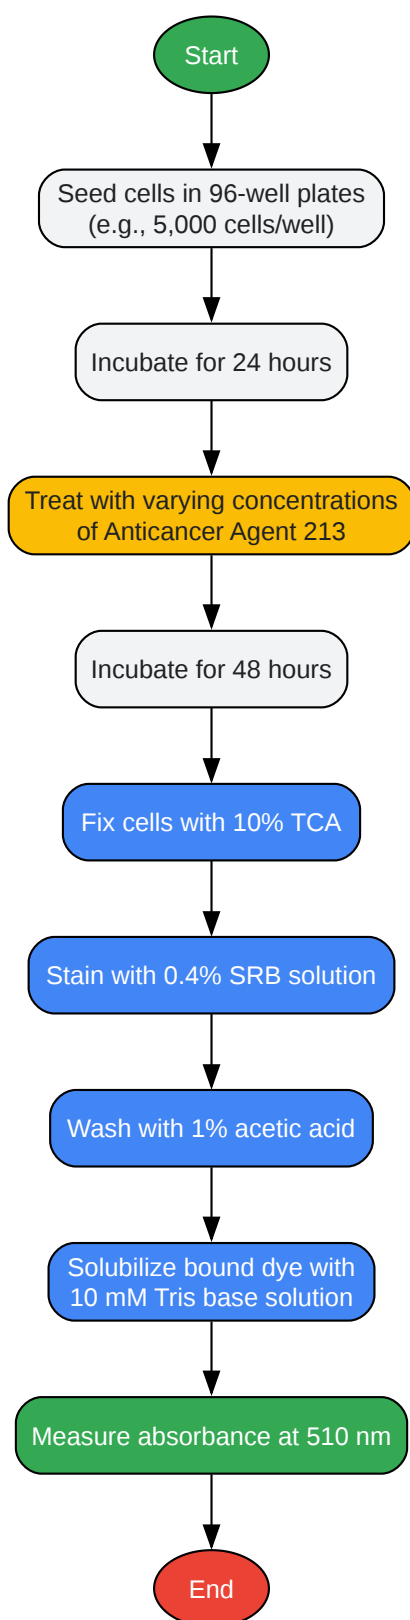 Start
Seed cells in 96-well plates
(e.g., 5,000 cells/well)
Incubate for 24 hours
Treat with varying concentrations
of Anticancer Agent 213
Incubate for 48 hours
Fix cells with 10% TCA
Stain with 0.4% SRB solution
Wash with 1% acetic acid
Solubilize bound dye with
10 mM Tris base solution
Measure absorbance at 510 nm
End